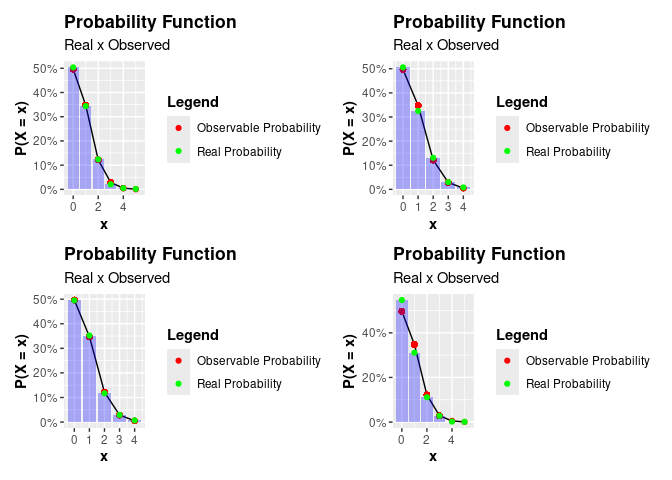 Probability Function
Real x Observed
50%
40%
30%
20%
10%
0%
P(X = x)
0 2 4
x
Legend
Observable Probability
Real Probability
Probability Function
Real x Observed
50%
40%
30%
20%
10%
0%
P(X = x)
0 1 2 3 4
x
Legend
Observable Probability
Real Probability
Probability Function
Real x Observed
50%
40%
30%
20%
10%
0%
P(X = x)
0 1 2 3 4
x
Legend
Observable Probability
Real Probability
Probability Function
Real x Observed
40%
20%
0%
P(X = x)
0 2 4
x
Legend
Observable Probability
Real Probability